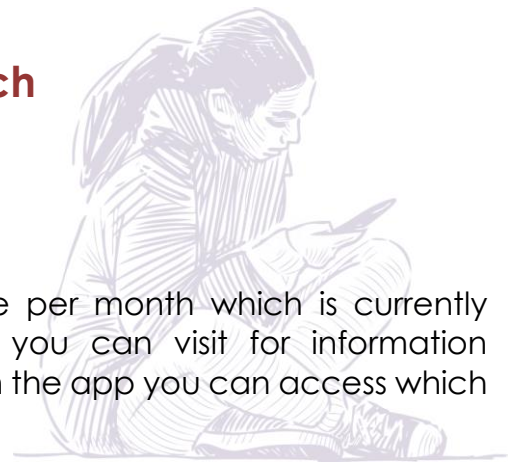 ch
e per month which is currently
you can visit for information
the app you can access which